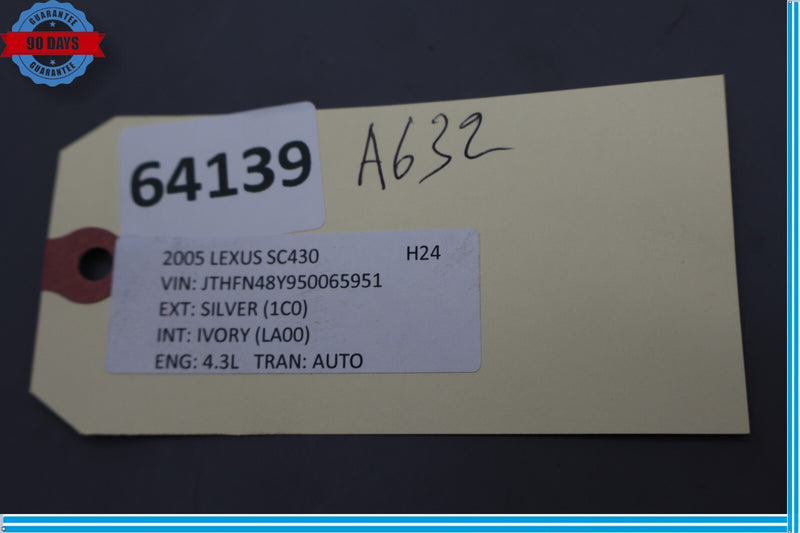 GUARANTEE
90 DAYS
GUARANTEE
64139
A632
2005 LEXUS SC430 H24
VIN: JTHFN48Y950065951
EXT: SILVER (1C0)
INT: IVORY (LA00)
ENG: 4.3L TRAN: AUTO